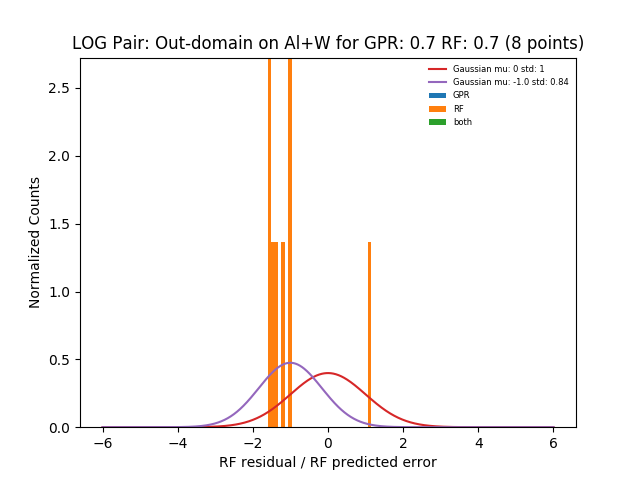 LOG Pair: Out-domain on Al+W for GPR: 0.7 RF: 0.7 (8 points)
Gaussian mu: 0 std: 1
Gaussian mu: -1.0 std: 0.84
GPR
RF
both
2.5
2.0
1.5
1.0
0.5
0.0
Normalized Counts
−6
−4
−2
0
2
4
6
RF residual / RF predicted error